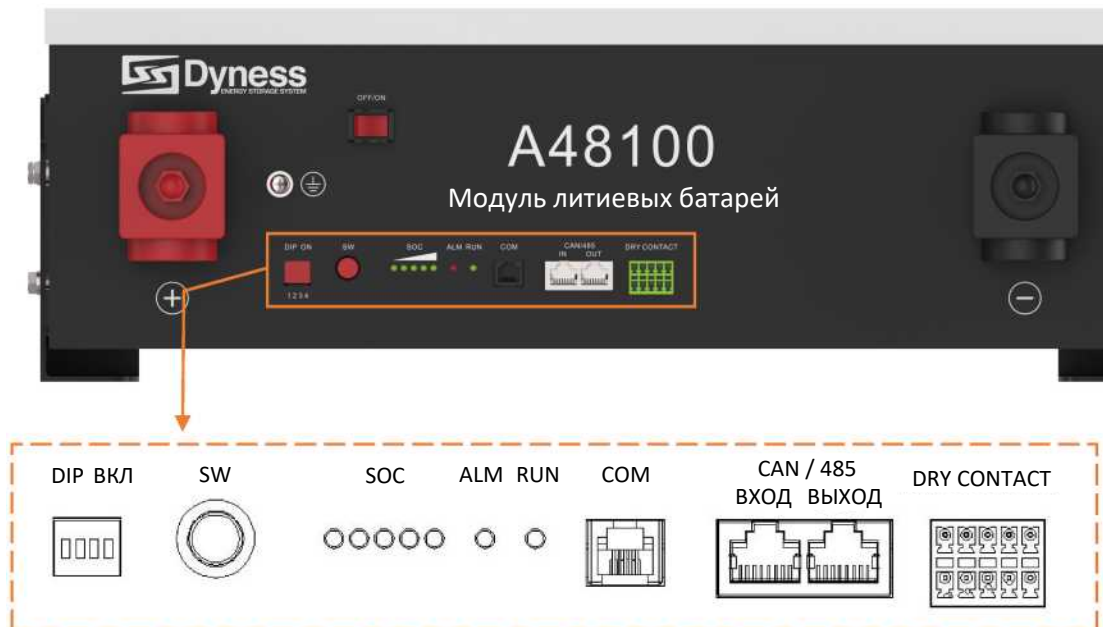 Dyness
ENERGY STORAGE SYSTEM
OFF/ON
A48100
Модуль литиевых батарей
DIP ON
SW
SOC
ALM RUN
COM
CAN/485
IN OUT
DRY CONTACT
1 2 3 4
DIP ВКЛ
SW
SOC
ALM RUN
COM
CAN / 485
ВХОД ВЫХОД
DRY CONTACT